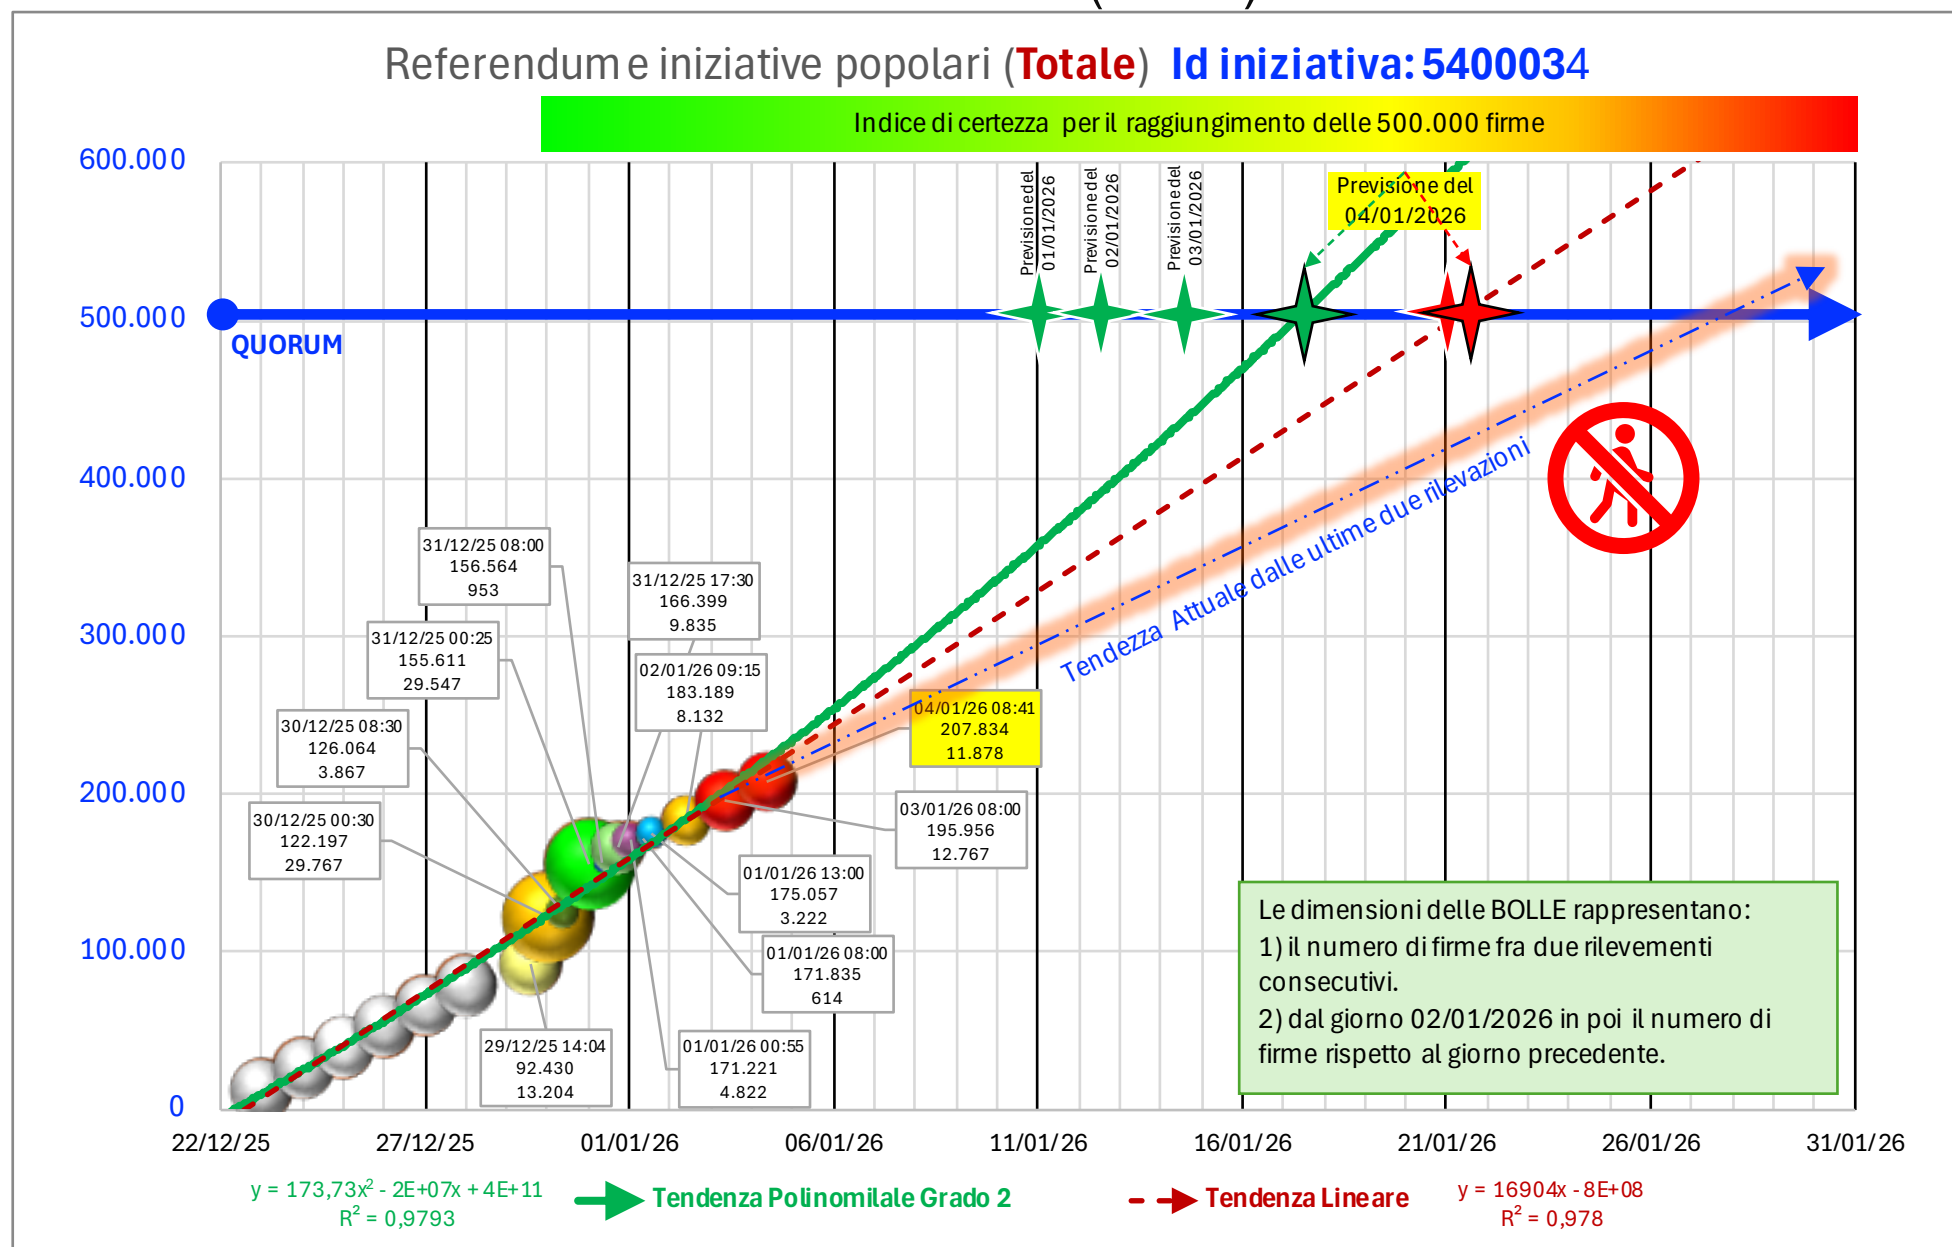 Referendum e iniziative popolari (Totale) Id iniziativa: 5400034
Indice di certezza per il raggiungimento delle 500.000 firme
600.000
500.000
400.000
300.000
200.000
100.000
0
QUORUM
Previsione del
01/01/2026
Previsione del
02/01/2026
Previsione del
03/01/2026
Previsione del
04/01/2026
Tendezza Attuale dalle ultime due rilevazioni
31/12/25 08:00
156.564
953
31/12/25 17:30
166.399
9.835
31/12/25 00:25
155.611
29.547
02/01/26 09:15
183.189
8.132
30/12/25 08:30
126.064
3.867
04/01/26 08:41
207.834
11.878
30/12/25 00:30
122.197
29.767
03/01/26 08:00
195.956
12.767
01/01/26 13:00
175.057
3.222
01/01/26 08:00
171.835
614
29/12/25 14:04
92.430
13.204
01/01/26 00:55
171.221
4.822
Le dimensioni delle BOLLE rappresentano:
1) il numero di firme fra due rilevementi
consecutivi.
2) dal giorno 02/01/2026 in poi il numero di
firme rispetto al giorno precedente.
22/12/25
27/12/25
01/01/26
06/01/26
11/01/26
16/01/26
21/01/26
26/01/26
31/01/26
y = 173,73x² - 2E+07x + 4E+11
R² = 0,9793
Tendenza Polinomilale Grado 2
Tendenza Lineare
y = 16904x - 8E+08
R² = 0,978